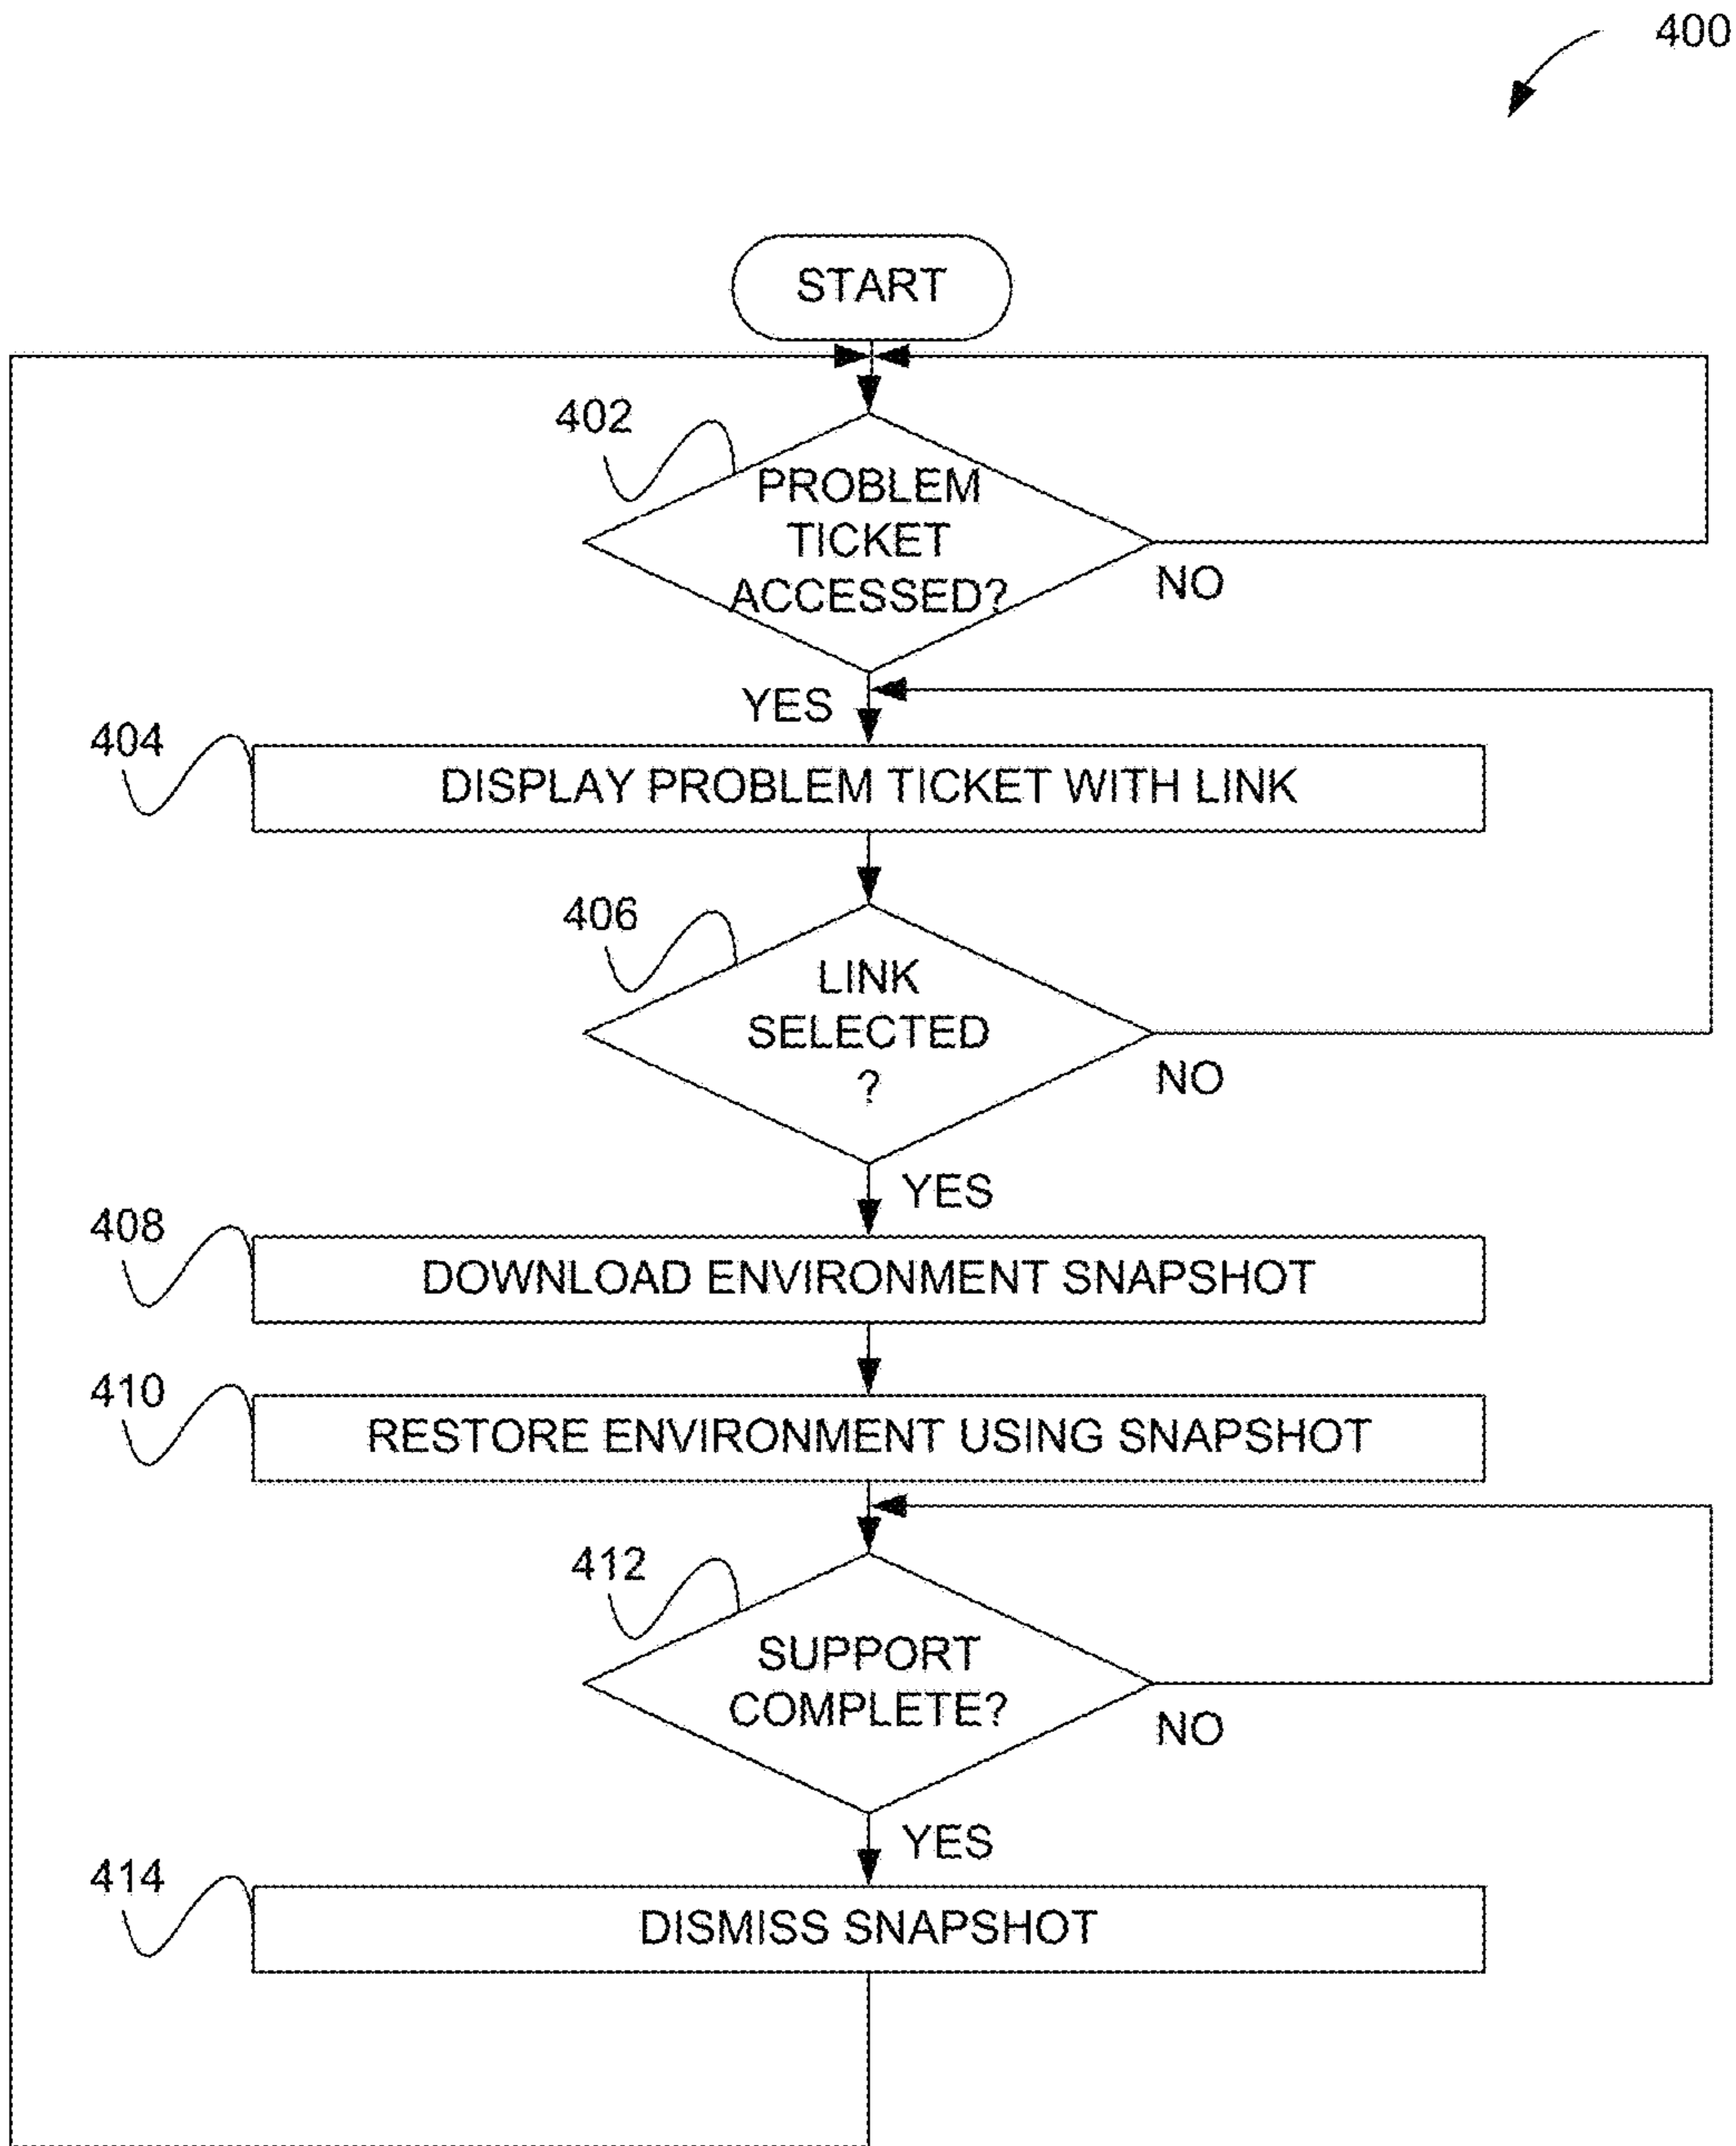 400
START
402
PROBLEM
TICKET
ACCESSED?
NO
YES
404
DISPLAY PROBLEM TICKET WITH LINK
406
LINK
SELECTED
?
NO
YES
408
DOWNLOAD ENVIRONMENT SNAPSHOT
410
RESTORE ENVIRONMENT USING SNAPSHOT
412
SUPPORT
COMPLETE?
NO
YES
414
DISMISS SNAPSHOT